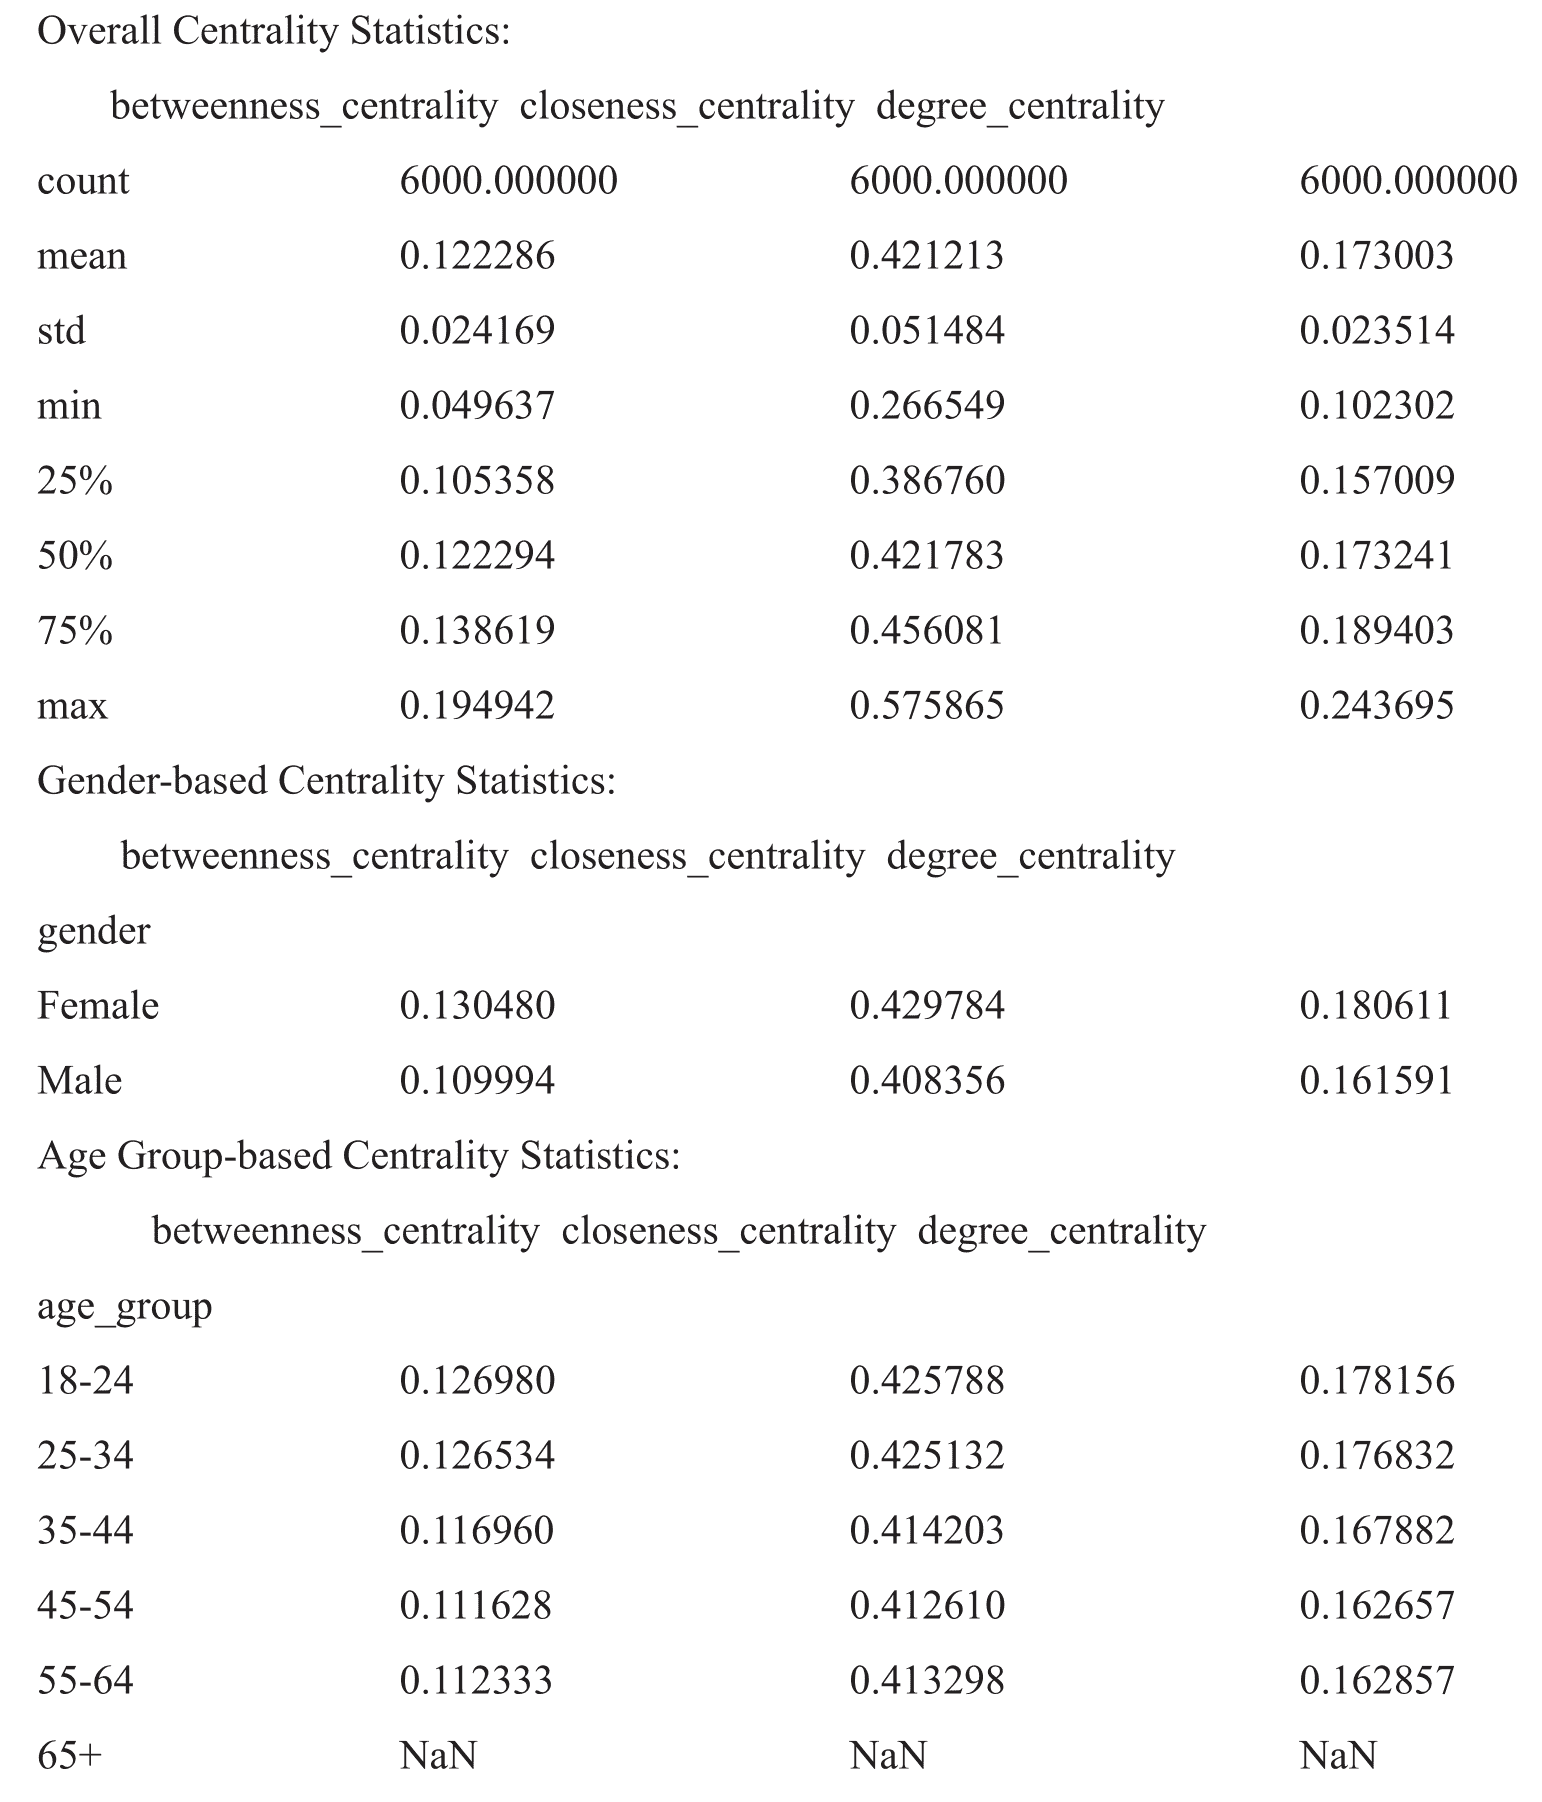 Overall Centrality Statistics:
betweenness_centrality closeness_centrality degree_centrality
count 6000.000000 6000.000000 6000.000000
mean 0.122286 0.421213 0.173003
std 0.024169 0.051484 0.023514
min 0.049637 0.266549 0.102302
25% 0.105358 0.386760 0.157009
50% 0.122294 0.421783 0.173241
75% 0.138619 0.456081 0.189403
max 0.194942 0.575865 0.243695
Gender-based Centrality Statistics:
betweenness_centrality closeness_centrality degree_centrality
gender
Female 0.130480 0.429784 0.180611
Male 0.109994 0.408356 0.161591
Age Group-based Centrality Statistics:
betweenness_centrality closeness_centrality degree_centrality
age_group
18-24 0.126980 0.425788 0.178156
25-34 0.126534 0.425132 0.176832
35-44 0.116960 0.414203 0.167882
45-54 0.111628 0.412610 0.162657
55-64 0.112333 0.413298 0.162857
65+ NaN NaN NaN